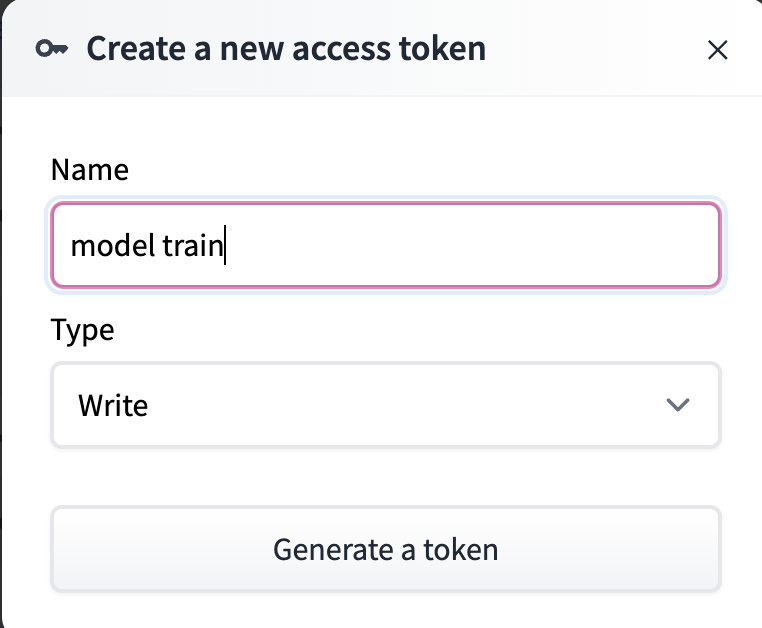 Create a new access token
Name
model train
Type
Write
Generate a token